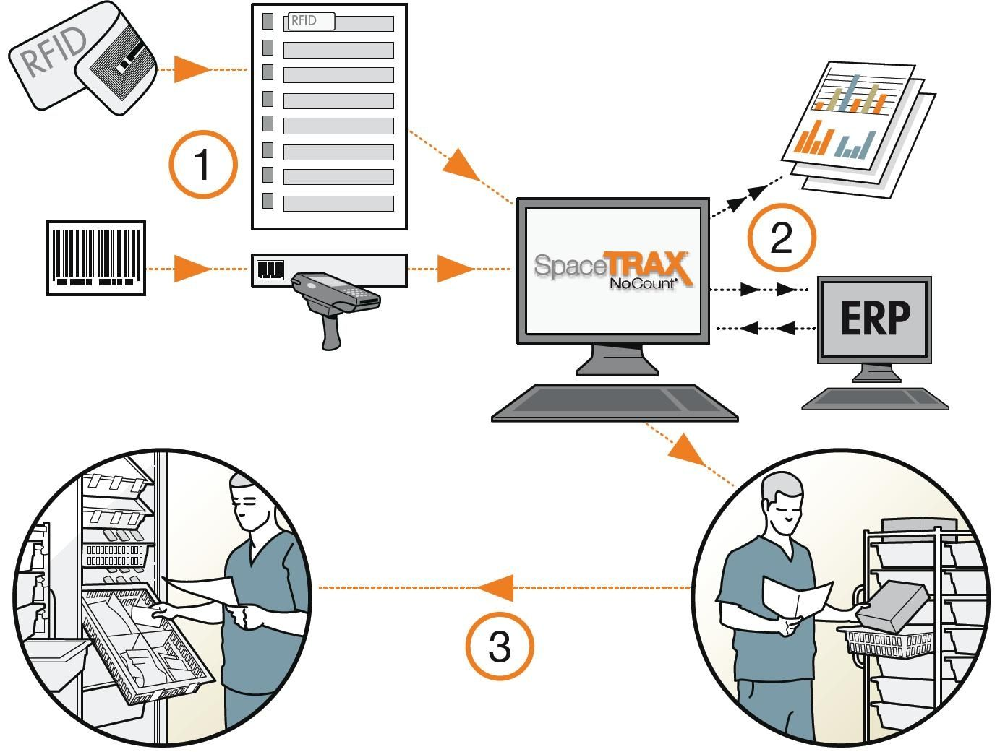 RFID
RFID
1
SpaceTRAX
NoCount®
2
ERP
3